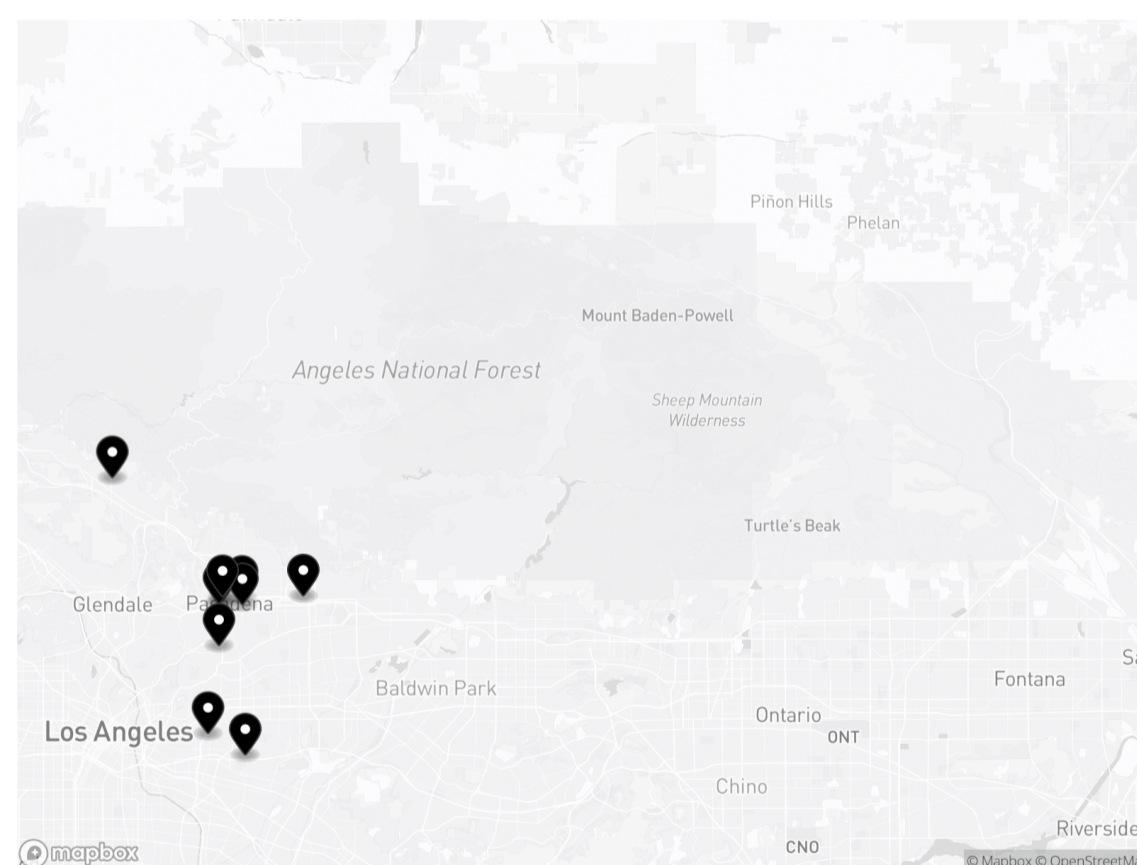 Piñon Hills
Phelan
Mount Baden-Powell
Angeles National Forest
Sheep Mountain
Wilderness
Turtle's Beak
Glendale
Pasadena
Baldwin Park
Fontana
Los Angeles
Ontario
ONT
Chino
Riverside
CNO
mapbox
© Mapbox © OpenStreetM